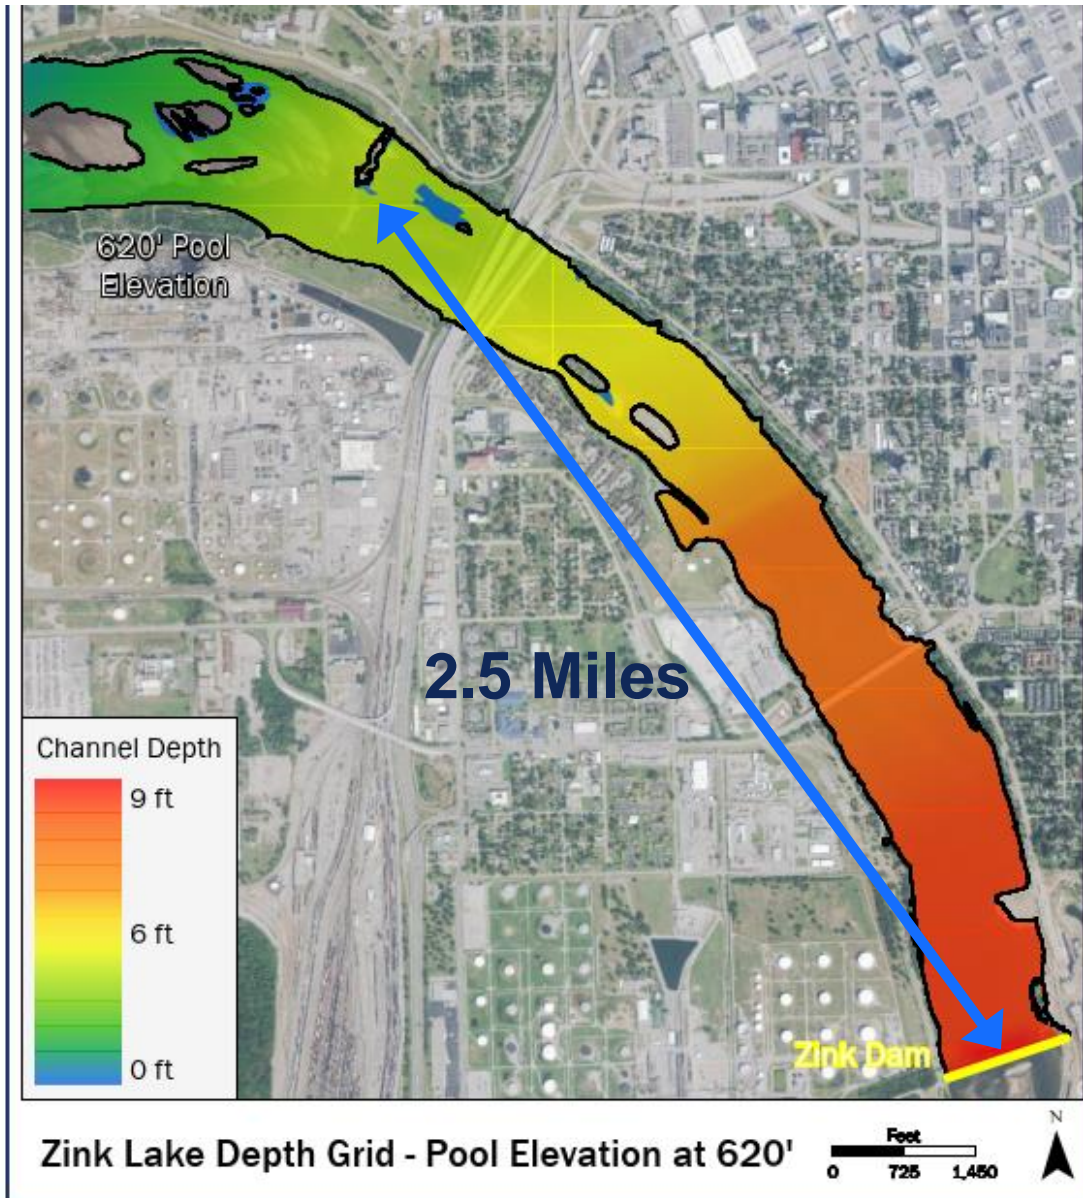 620' Pool
Elevation
2.5 Miles
Channel Depth
9 ft
6 ft
0 ft
Zink Dam
Zink Lake Depth Grid - Pool Elevation at 620'
Feet
0 725 1,450
N